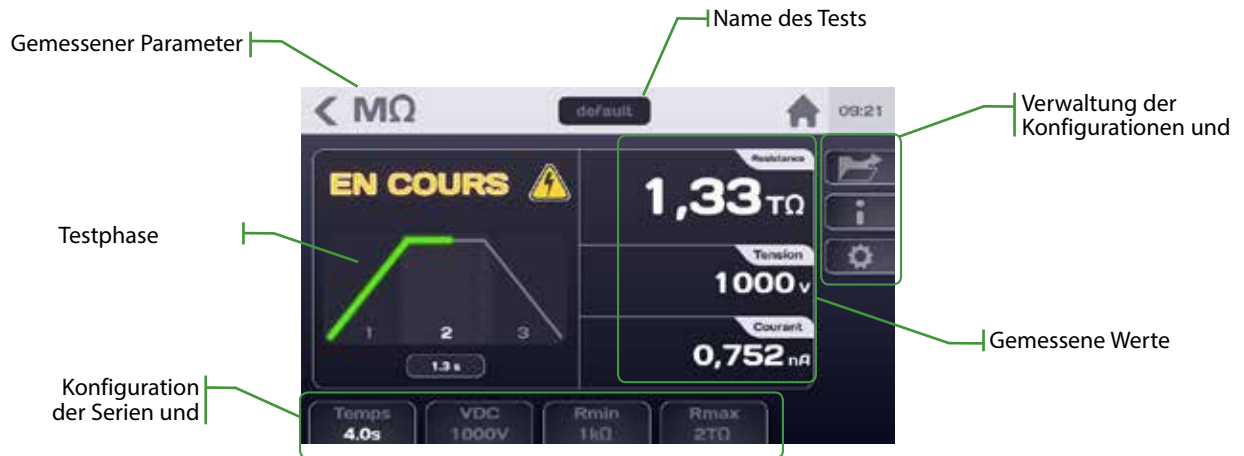 Name des Tests
Gemessener Parameter
MΩ
default
09:21
Verwaltung der
Konfigurationen und
EN COURS
Resistance
1,33 TΩ
Testphase
Tension
1000 V
1
2
3
1.3 s
Courant
0,752 nA
Gemessene Werte
Konfiguration
der Serien und
Temps
4.0s
VDC
1000V
Rmin
1kΩ
Rmax
2TΩ